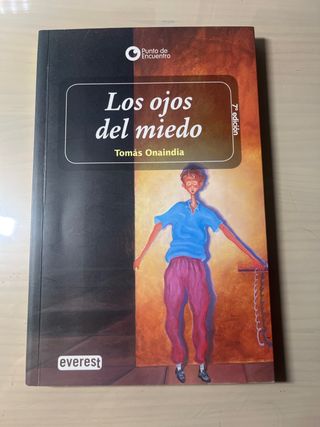 Punto de
Encuentro
Los ojos
del miedo
Tomás Onaindia
7ª edición
everest